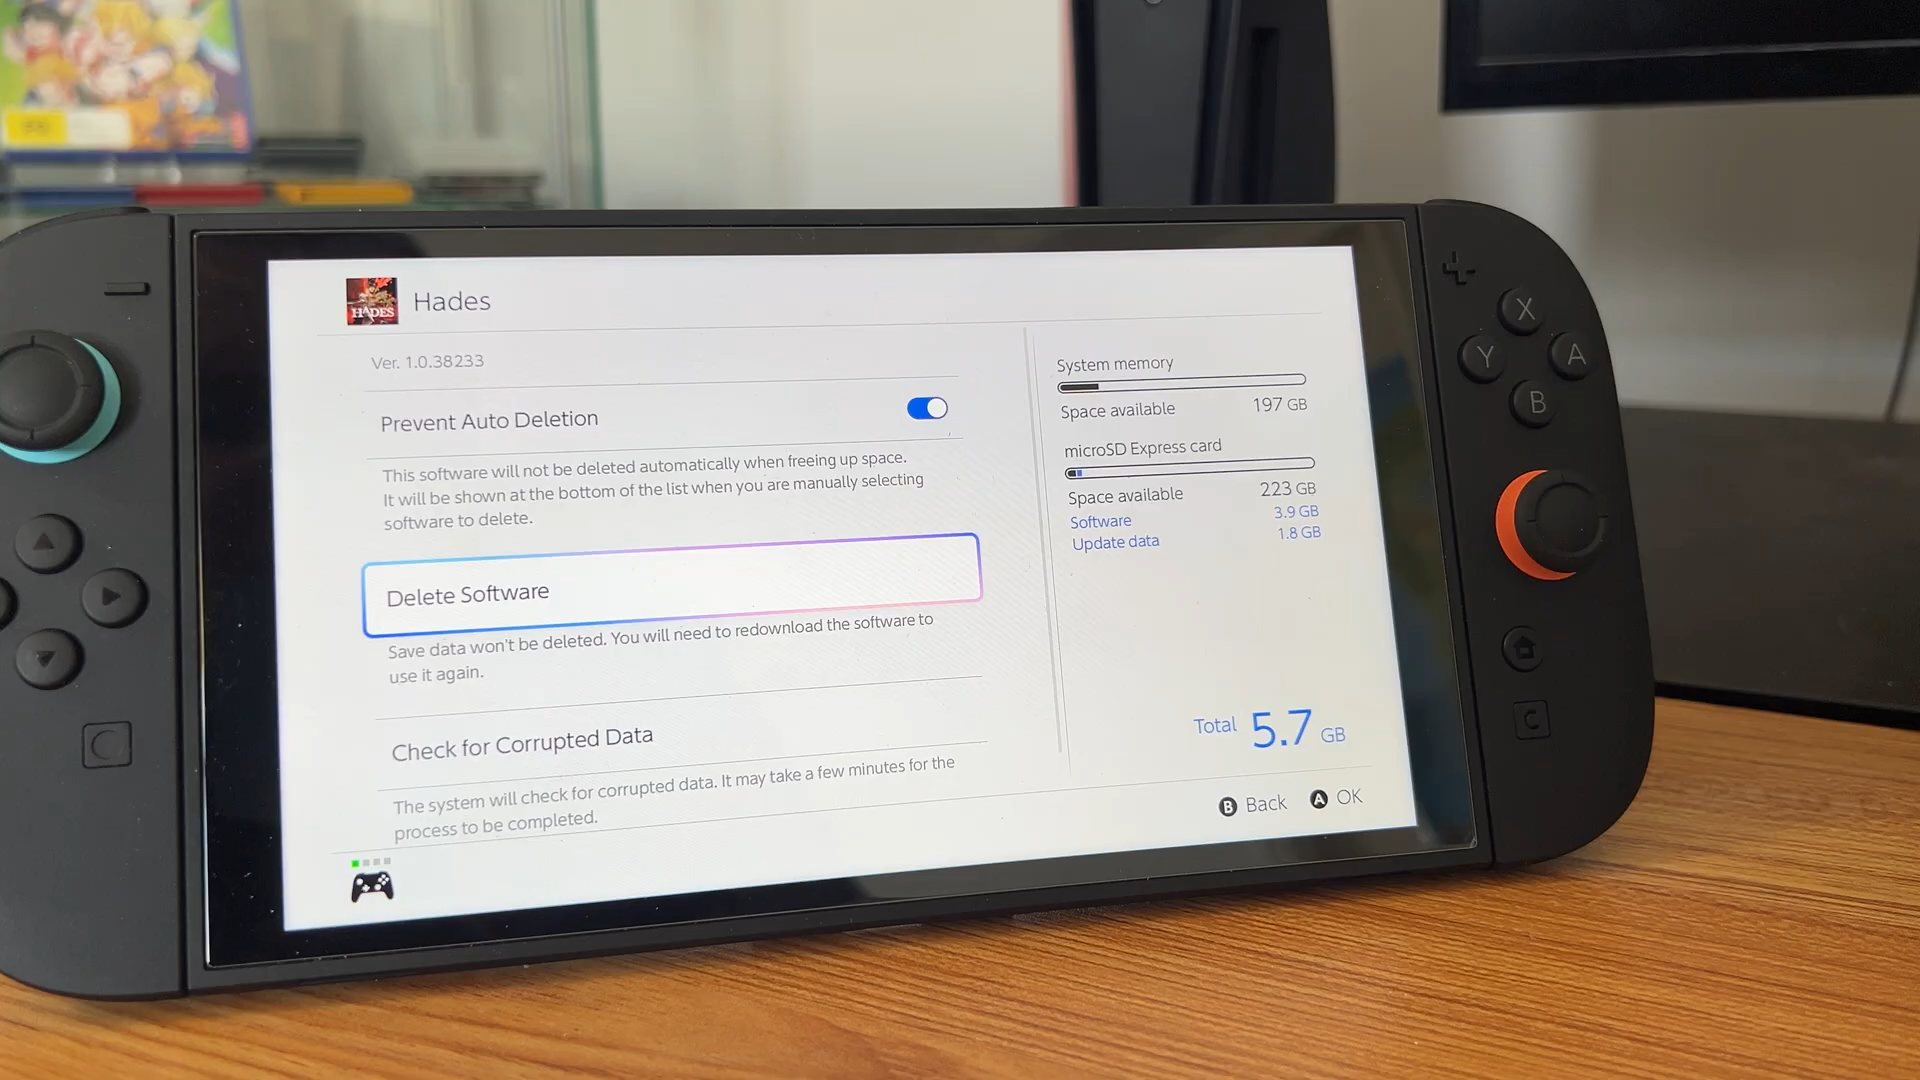 HADES
Hades
Ver. 1.0.38233
Prevent Auto Deletion
This software will not be deleted automatically when freeing up space.
It will be shown at the bottom of the list when you are manually selecting
software to delete.
Delete Software
Save data won't be deleted. You will need to redownload the software to
use it again.
Check for Corrupted Data
The system will check for corrupted data. It may take a few minutes for the
process to be completed.
System memory
Space available 197 GB
microSD Express card
Space available 223 GB
Software 3.9 GB
Update data 1.8 GB
Total 5.7 GB
B Back A OK
X
Y
A
B
C